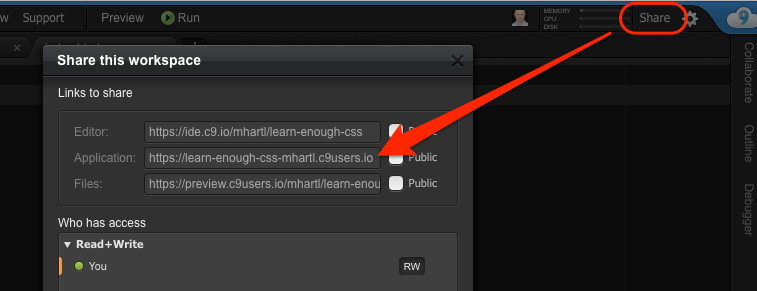 w Support Preview Run MEMORY CPU DISK Share 9
Share this workspace
Links to share
Editor: https://ide.c9.io/mhartl/learn-enough-css
Application: https://learn-enough-css-mhartl.c9users.io Public
Files: https://preview.c9users.io/mhartl/learn-enou Public
Who has access
Read+Write
You RW
Collaborate
Outline
Debugger